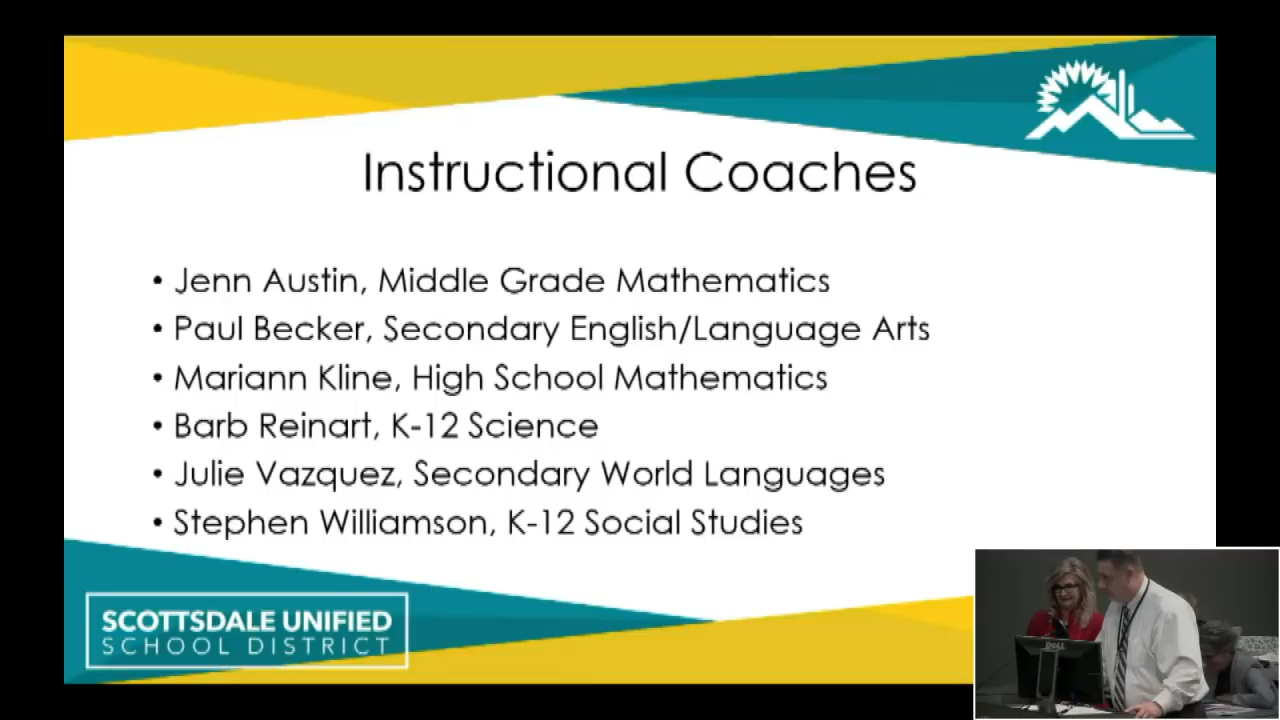 Instructional Coaches
• Jenn Austin, Middle Grade Mathematics
• Paul Becker, Secondary English/Language Arts
• Mariann Kline, High School Mathematics
• Barb Reinart, K-12 Science
• Julie Vazquez, Secondary World Languages
• Stephen Williamson, K-12 Social Studies
SCOTTSDALE UNIFIED
SCHOOL DISTRICT
DELL